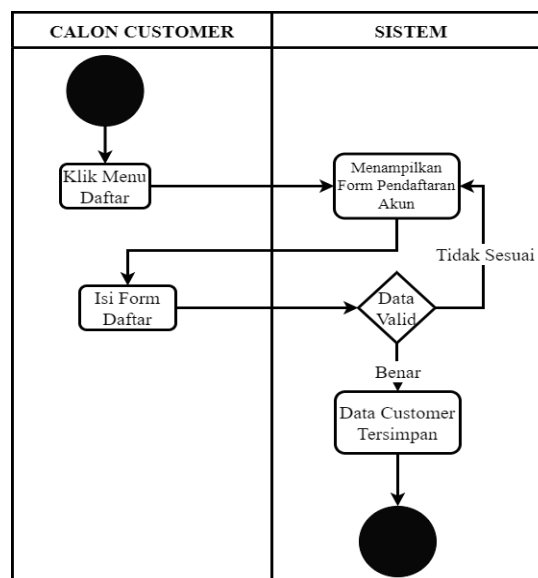 CALON CUSTOMER
SISTEM
Klik Menu
Daftar
Menampilkan
Form Pendaftaran
Akun
Tidak Sesuai
Isi Form
Daftar
Data
Valid
Benar
Data Customer
Tersimpan